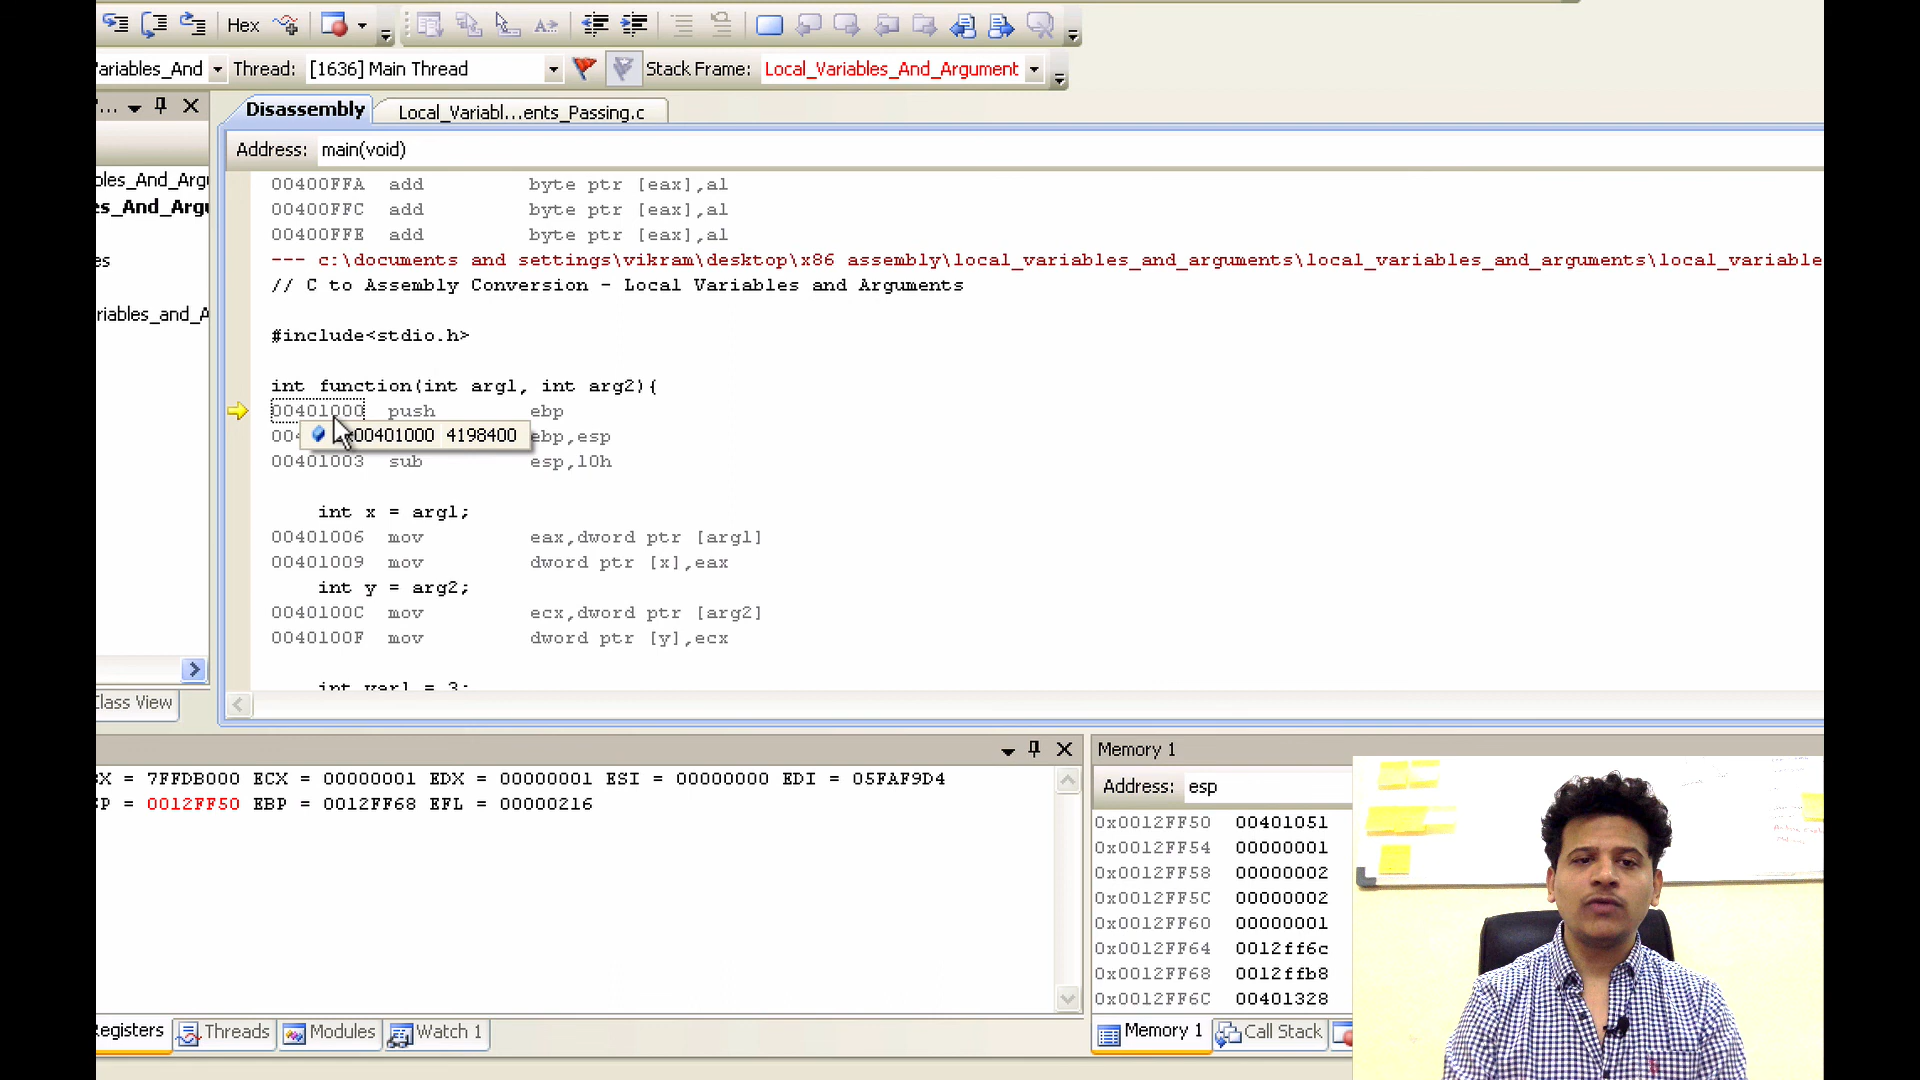 Hex
ariables_And Thread: [1636] Main Thread Stack Frame: Local_Variables_And_Argument
Disassembly Local_Variabl...ents_Passing.c
Address: main(void)
00400FFA add byte ptr [eax],al
00400FFC add byte ptr [eax],al
00400FFE add byte ptr [eax],al
--- c:\documents and settings\vikram\desktop\x86 assembly\local_variables_and_arguments\local_variables_and_arguments\local_variable
// C to Assembly Conversion - Local Variables and Arguments
#include<stdio.h>
int function(int arg1, int arg2){
00401000 push ebp
00401000 4198400 ebp,esp
00401003 sub esp,10h
int x = arg1;
00401006 mov eax,dword ptr [arg1]
00401009 mov dword ptr [x],eax
int y = arg2;
0040100C mov ecx,dword ptr [arg2]
0040100F mov dword ptr [y],ecx
int var1 = 3;
bles_And_Argu
es_And_Argu
es
riables_and_A
Class View
X = 7FFDB000 ECX = 00000001 EDX = 00000001 ESI = 00000000 EDI = 05FAF9D4
P = 0012FF50 EBP = 0012FF68 EFL = 00000216
Registers Threads Modules Watch 1
Memory 1
Address: esp
0x0012FF50 00401051
0x0012FF54 00000001
0x0012FF58 00000002
0x0012FF5C 00000002
0x0012FF60 00000001
0x0012FF64 0012ff6c
0x0012FF68 0012ffb8
0x0012FF6C 00401328
Memory 1 Call Stack